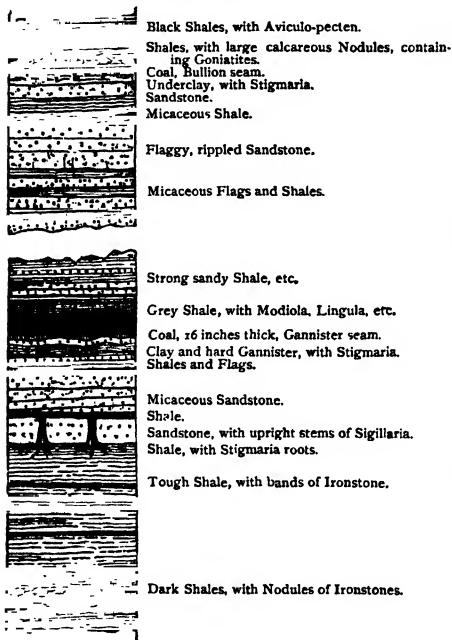 Black Shales, with Aviculo-pecten.
Shales, with large calcareous Nodules, contain-
ing Goniatites.
Coal, Bullion seam.
Underclay, with Stigmaria.
Sandstone.
Micaceous Shale.
Flaggy, rippled Sandstone.
Micaceous Flags and Shales.
Strong sandy Shale, etc.
Grey Shale, with Modiola, Lingula, etc.
Coal, 16 inches thick, Gannister seam.
Clay and hard Gannister, with Stigmaria.
Shales and Flags.
Micaceous Sandstone.
Shale.
Sandstone, with upright stems of Sigillaria.
Shale, with Stigmaria roots.
Tough Shale, with bands of Ironstone.
Dark Shales, with Nodules of Ironstones.